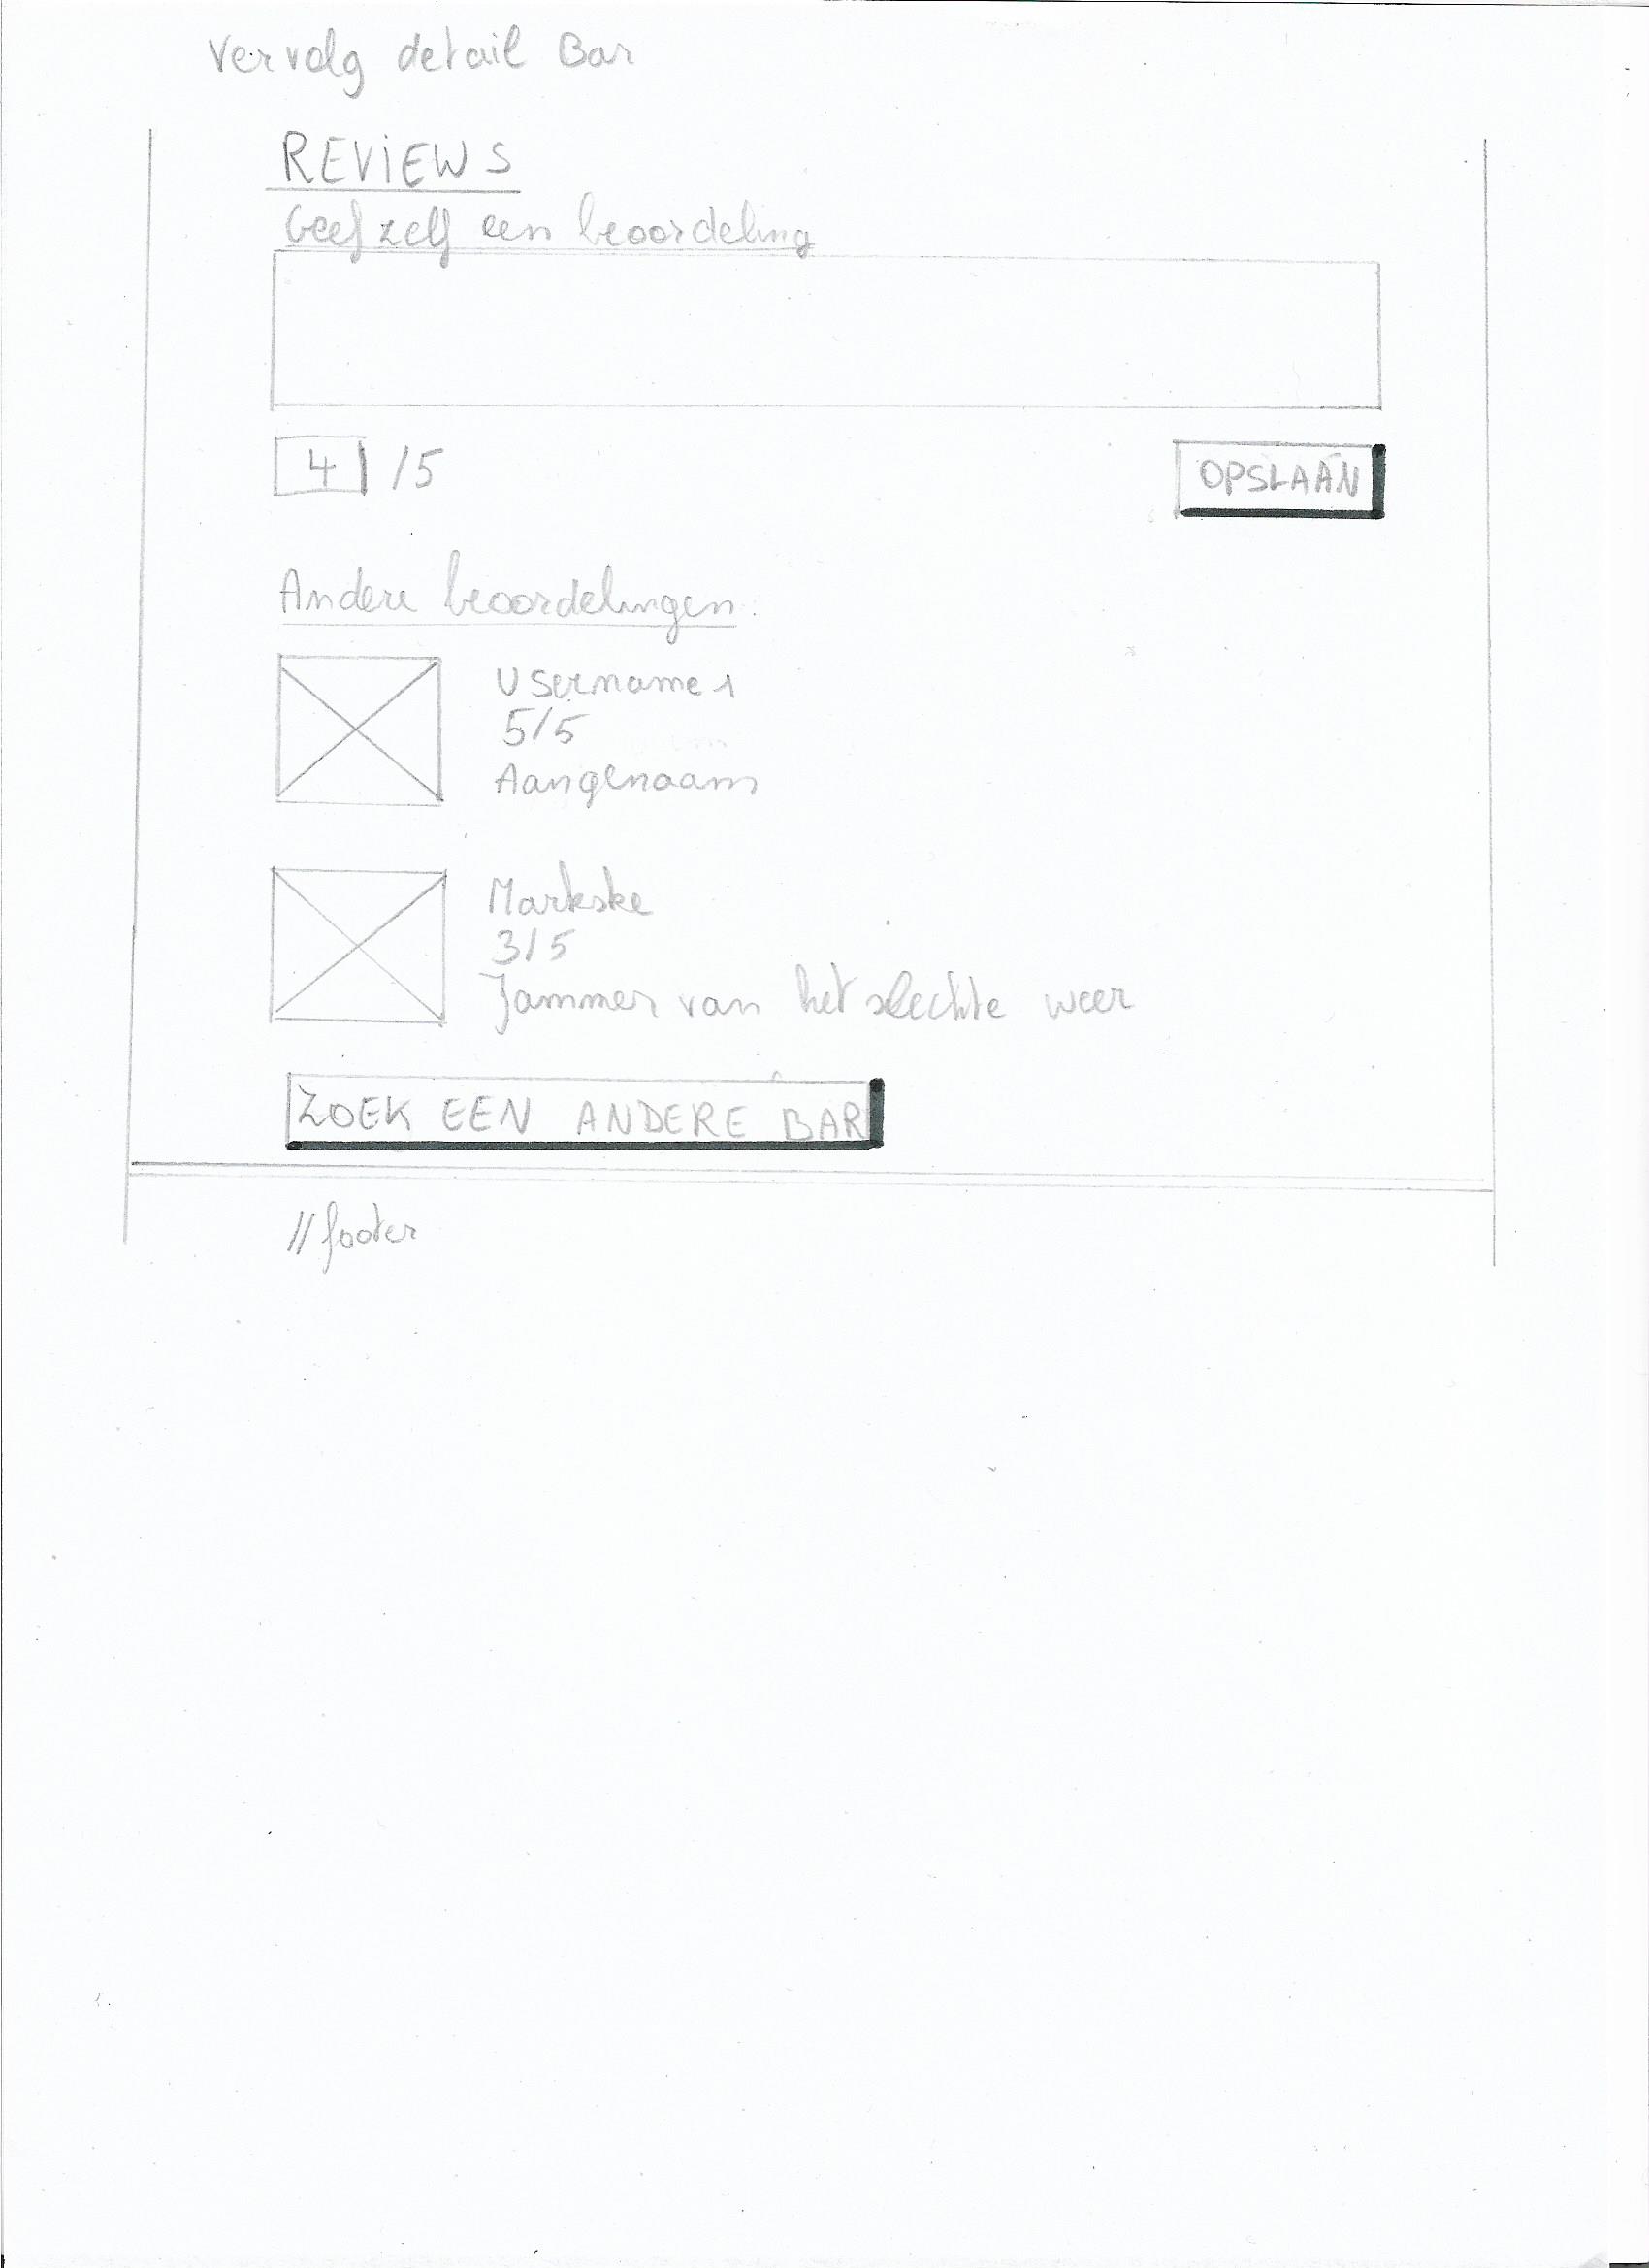 Vervolg detail Bar
REVIEWS
Geef zelf een beoordeling
4 /5
OPSLAAN
Andere beoordelingen.
Username 1
5/5
Aangenaam
Markske
3/5
Jammer van het slechte weer
ZOEK EEN ANDERE BAR
// footer